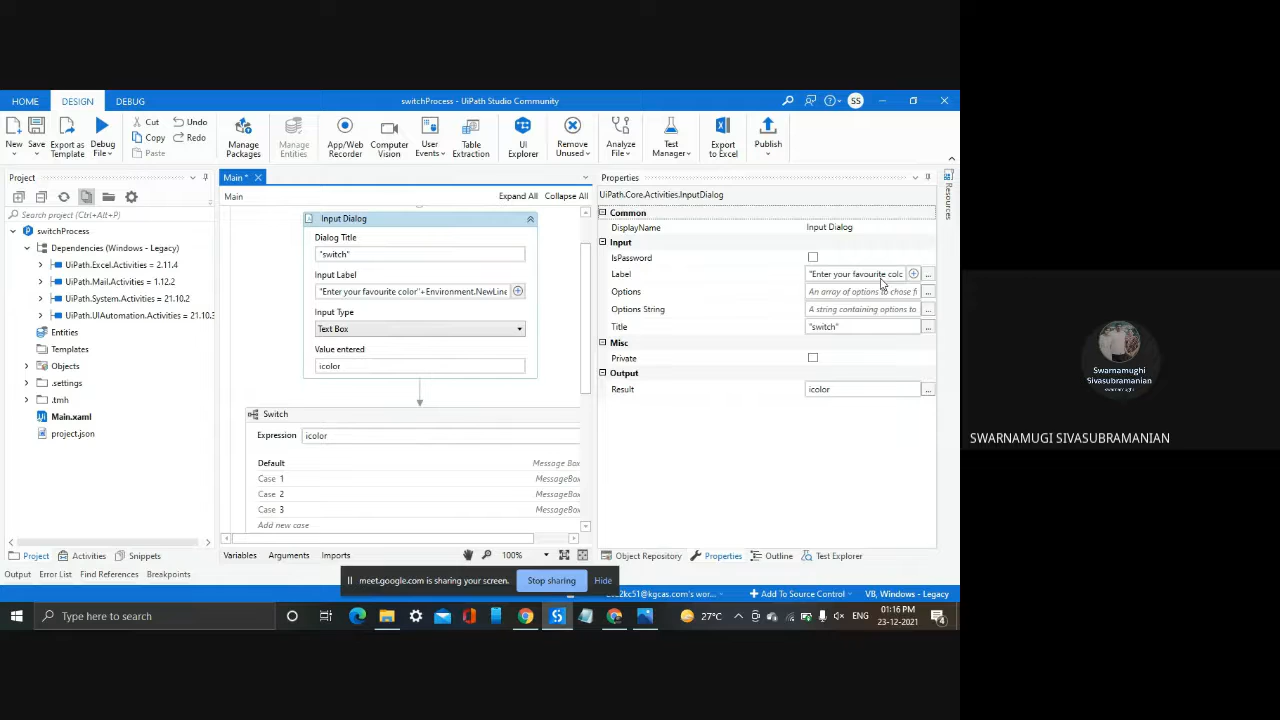 HOME DESIGN DEBUG
switchProcess - UiPath Studio Community
SS
New
Save
Export as Template
Debug File
Cut
Copy
Paste
Undo
Redo
Manage Packages
Manage Entities
App/Web Recorder
Computer Vision
User Events
Table Extraction
UI Explorer
Remove Unused
Analyze File
Test Manager
Export to Excel
Publish
Project
Search project (Ctrl+Alt+P)
switchProcess
Dependencies (Windows - Legacy)
UiPath.Excel.Activities = 2.11.4
UiPath.Mail.Activities = 1.12.2
UiPath.System.Activities = 21.10.2
UiPath.UIAutomation.Activities = 21.10.3
Entities
Templates
Objects
.settings
.tmh
Main.xaml
project.json
Main *
Main
Expand All Collapse All
Input Dialog
Dialog Title
"switch"
Input Label
"Enter your favourite color"+Environment.NewLine
Input Type
Text Box
Value entered
icolor
Switch
Expression icolor
Default Message Box
Case 1 MessageBox
Case 2 MessageBox
Case 3 MessageBox
Add new case
Variables Arguments Imports
100%
Properties
UiPath.Core.Activities.InputDialog
Common
DisplayName Input Dialog
Input
IsPassword
Label "Enter your favourite colo
Options An array of options to chose f
Options String A string containing options to
Title "switch"
Misc
Private
Output
Result icolor
Resources
Project Activities Snippets
Object Repository Properties Outline Test Explorer
Output Error List Find References Breakpoints
meet.google.com is sharing your screen. Stop sharing Hide
Add To Source Control VB, Windows - Legacy
Type here to search
27°C
ENG
01:16 PM
23-12-2021
4
Swarnamughi
Sivasubramanian
SWARNAMUGI SIVASUBRAMANIAN